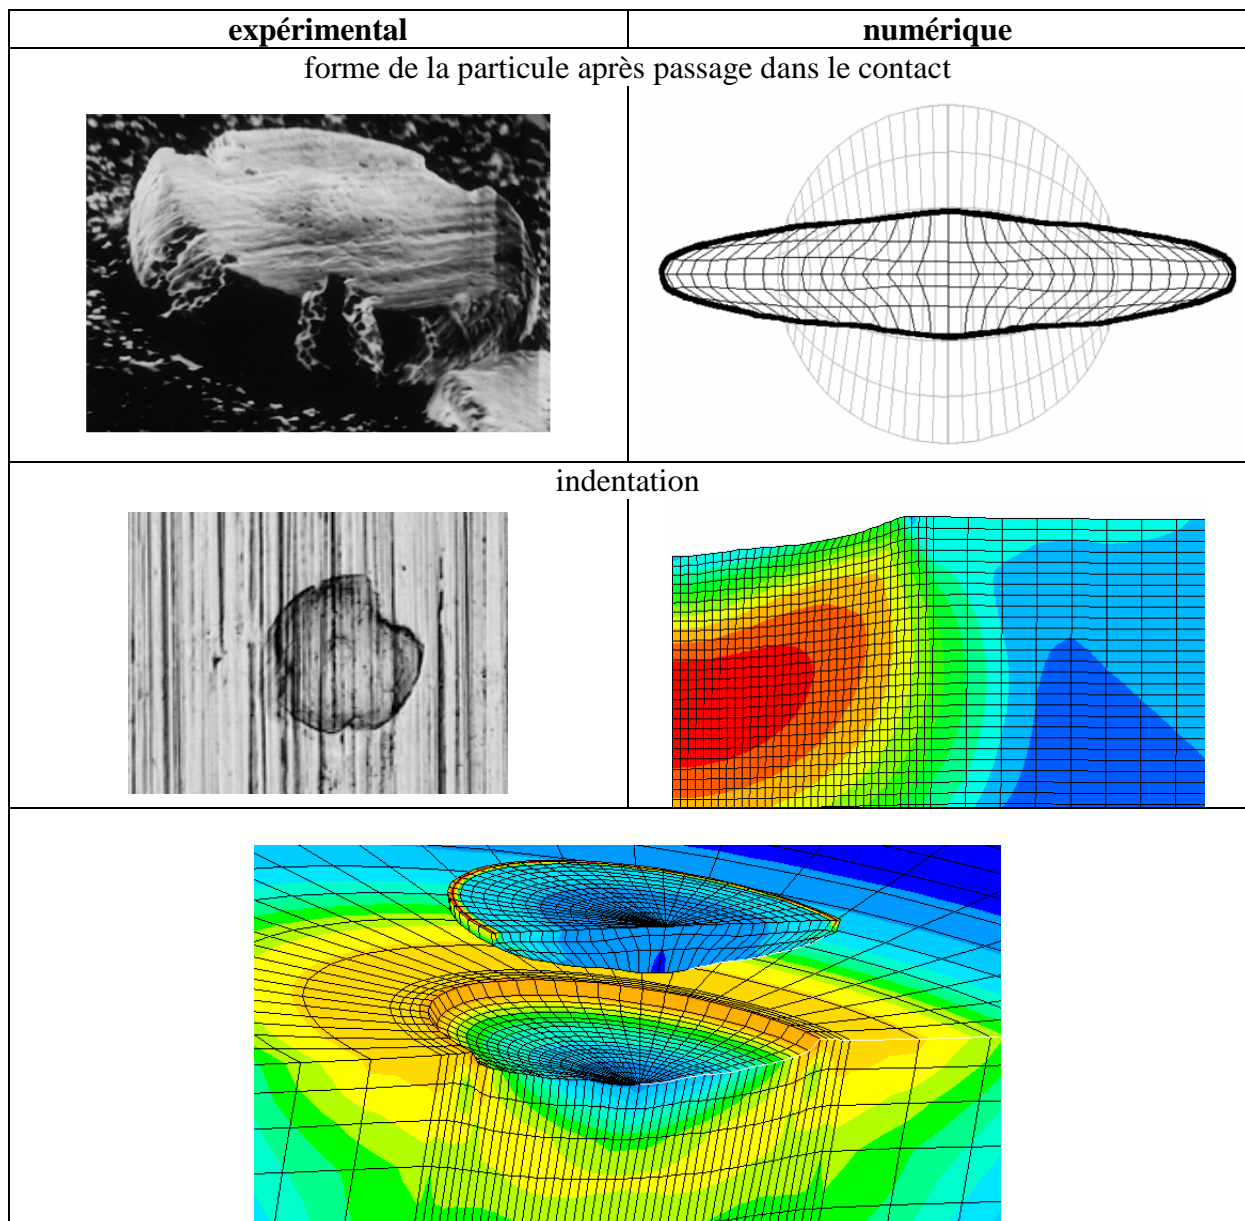 expérimental
numérique
forme de la particule après passage dans le contact
indentation